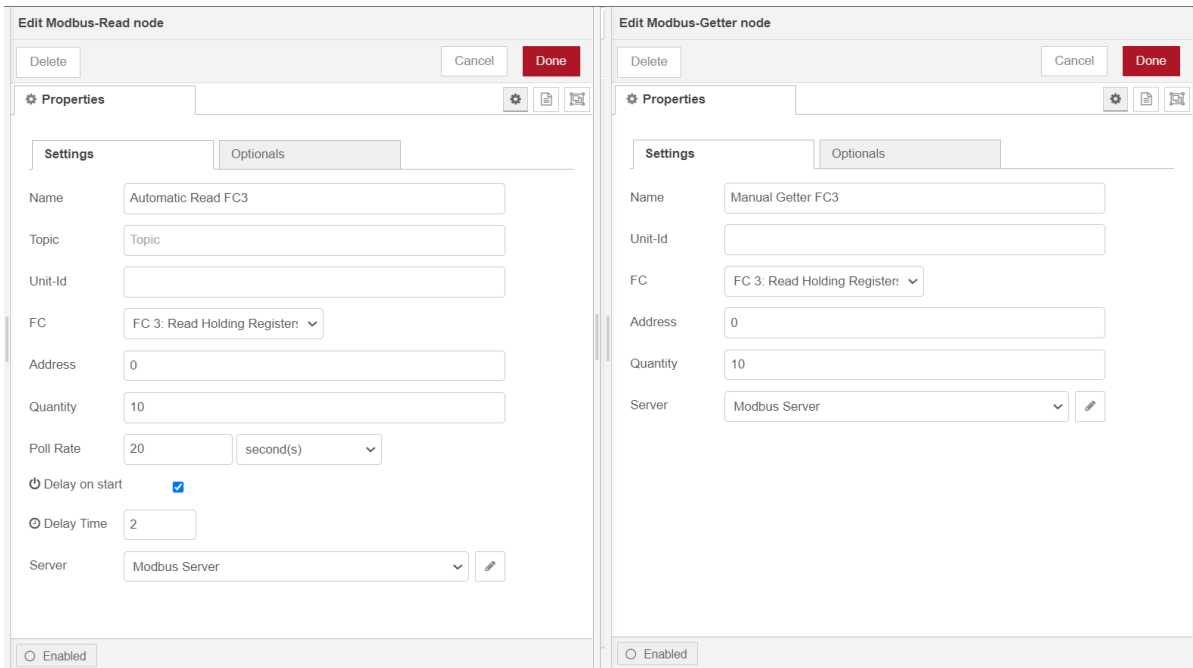 Edit Modbus-Read node
Delete
Cancel
Done
Properties
Settings
Optionals
Name
Automatic Read FC3
Topic
Topic
Unit-Id
FC
FC 3: Read Holding Registers
Address
0
Quantity
10
Poll Rate
20
second(s)
Delay on start
Delay Time
2
Server
Modbus Server
Enabled
Edit Modbus-Getter node
Delete
Cancel
Done
Properties
Settings
Optionals
Name
Manual Getter FC3
Unit-Id
FC
FC 3: Read Holding Registers
Address
0
Quantity
10
Server
Modbus Server
Enabled